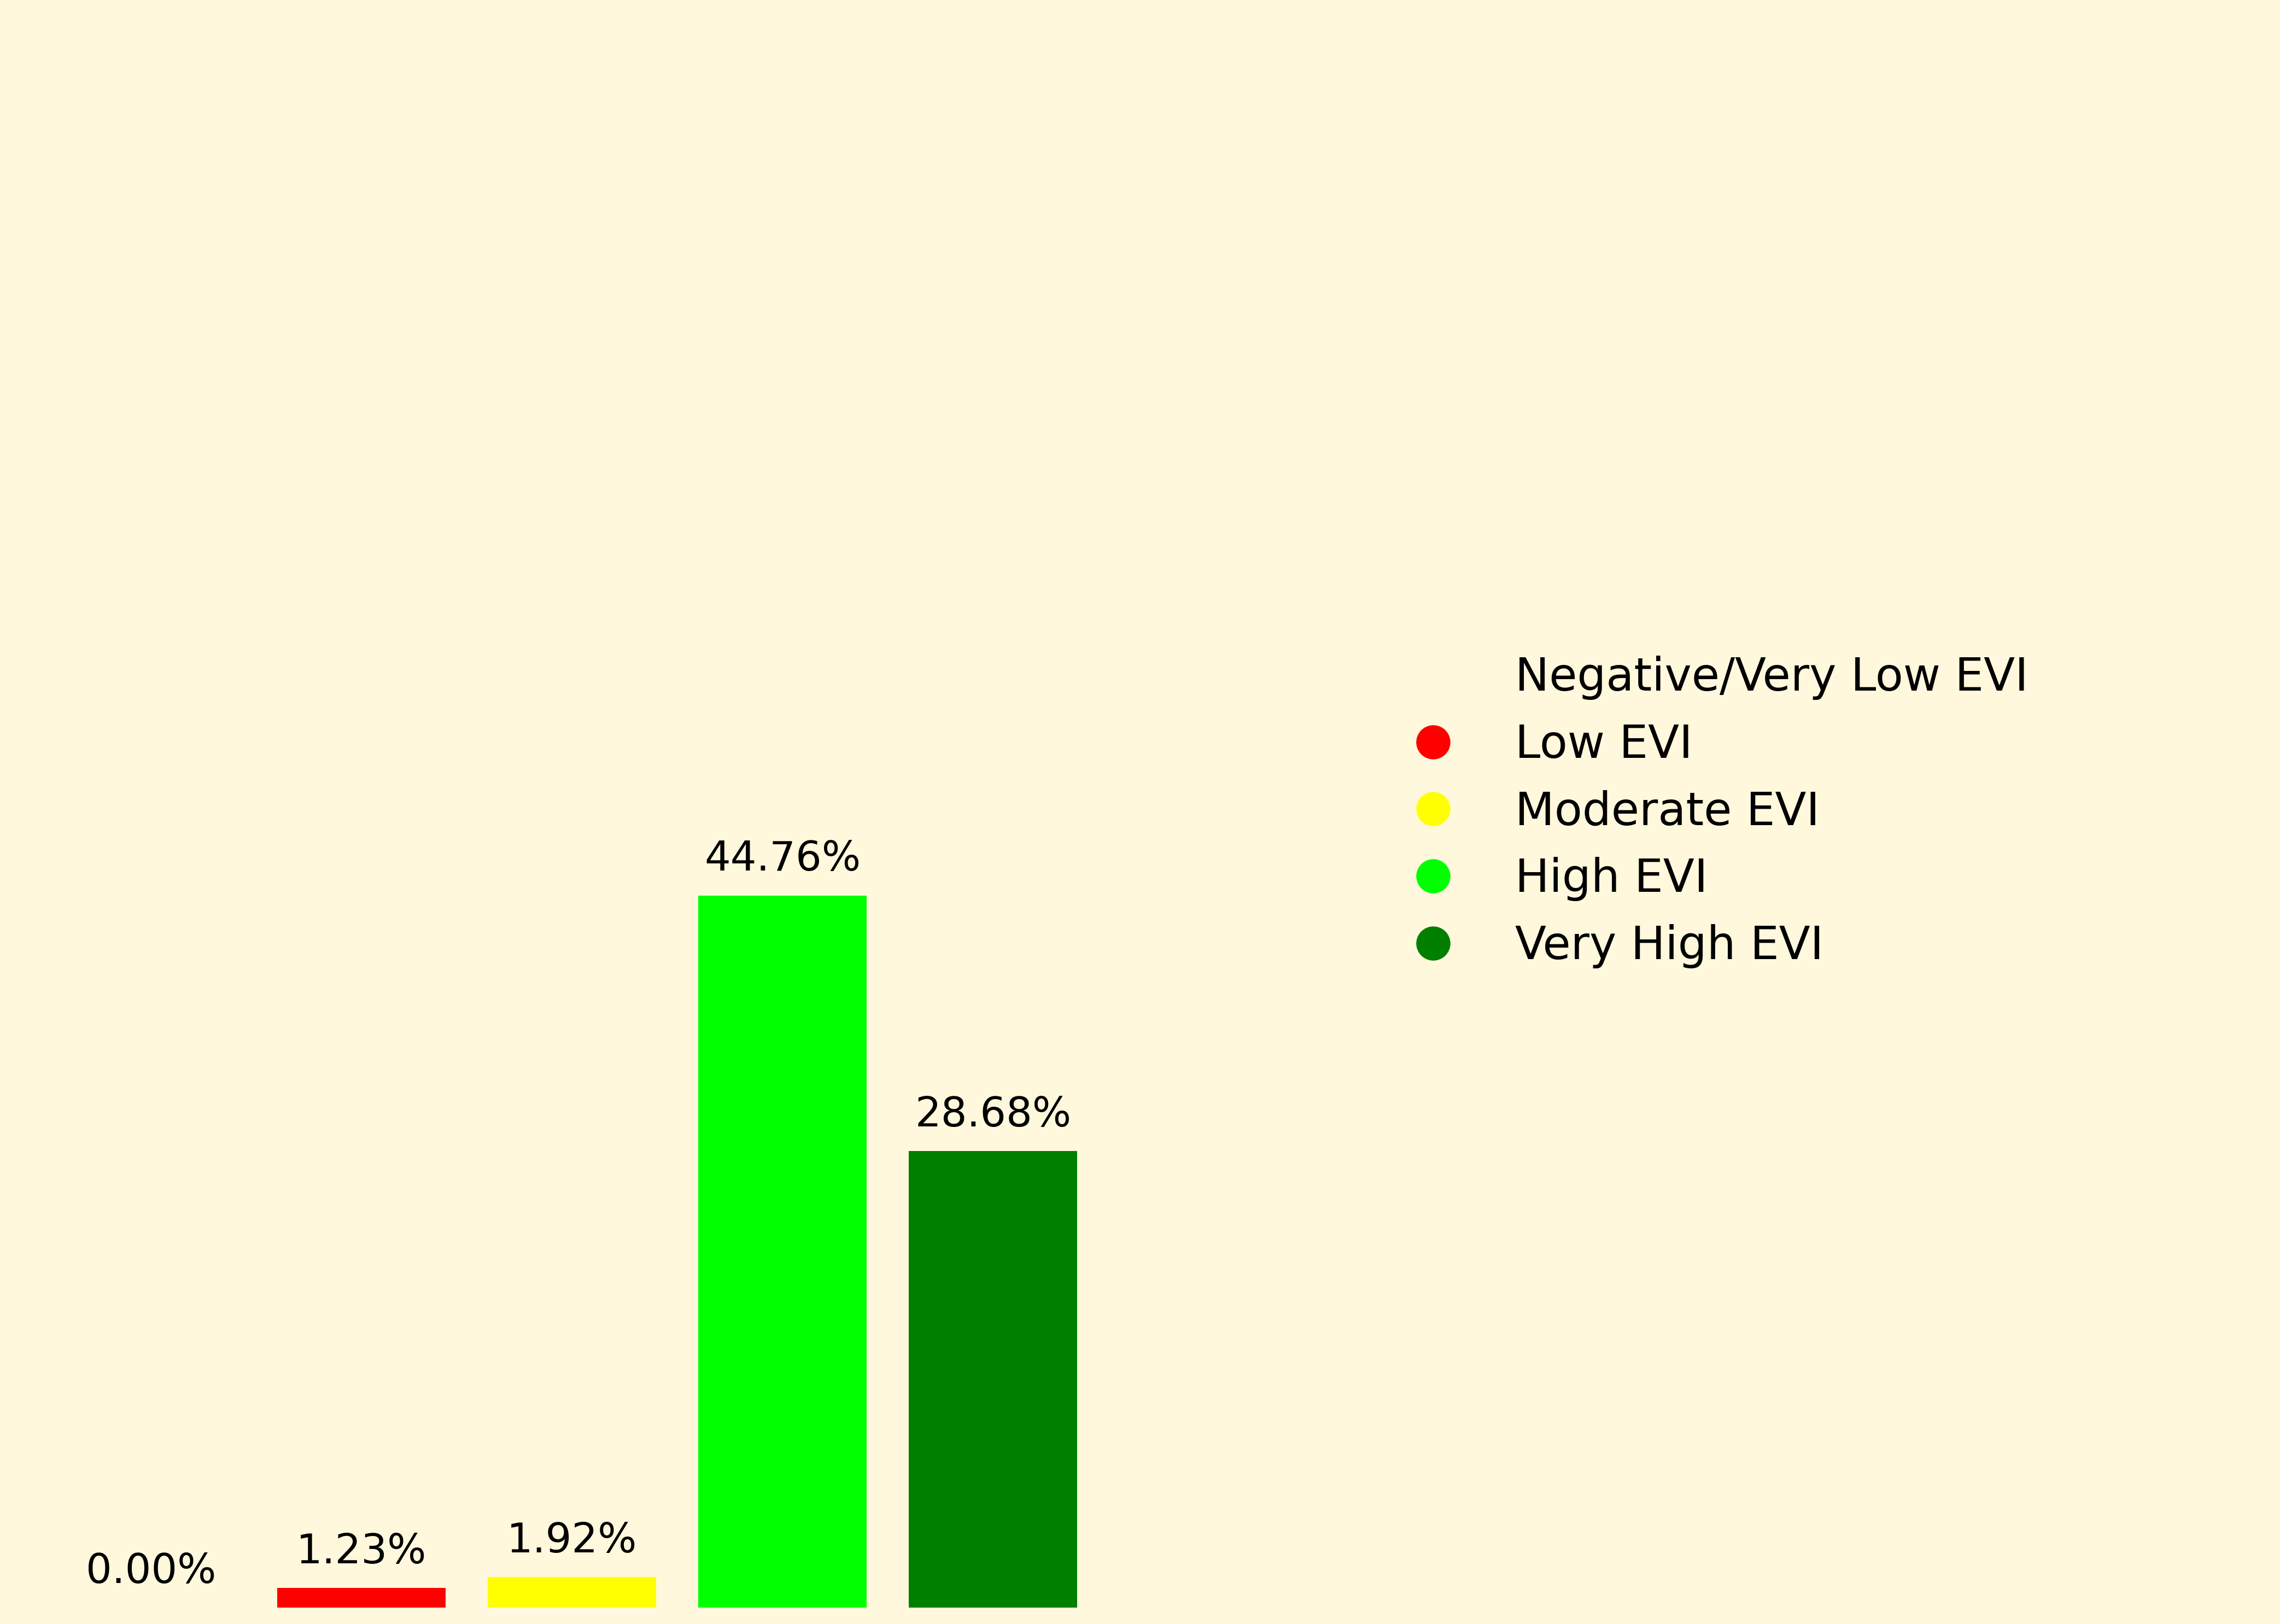 Negative/Very Low EVI
Low EVI
Moderate EVI
High EVI
Very High EVI
44.76%
28.68%
1.92%
1.23%
0.00%